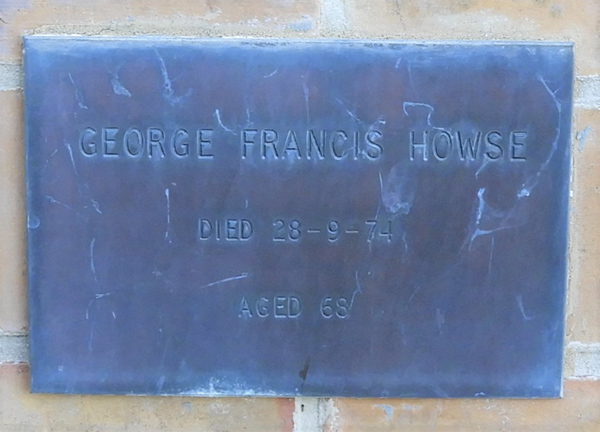 GEORGE FRANCIS HOWSE
DIED 28-9-74
AGED 68